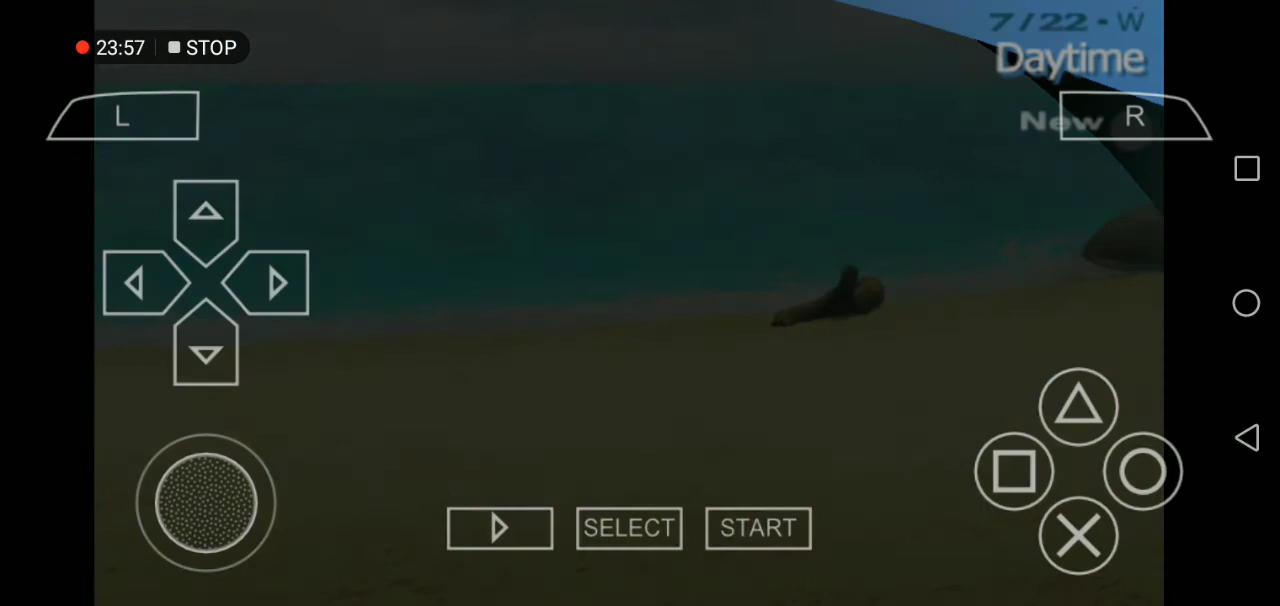 7/22 · W
23:57 STOP
Daytime
L
New
R
SELECT START